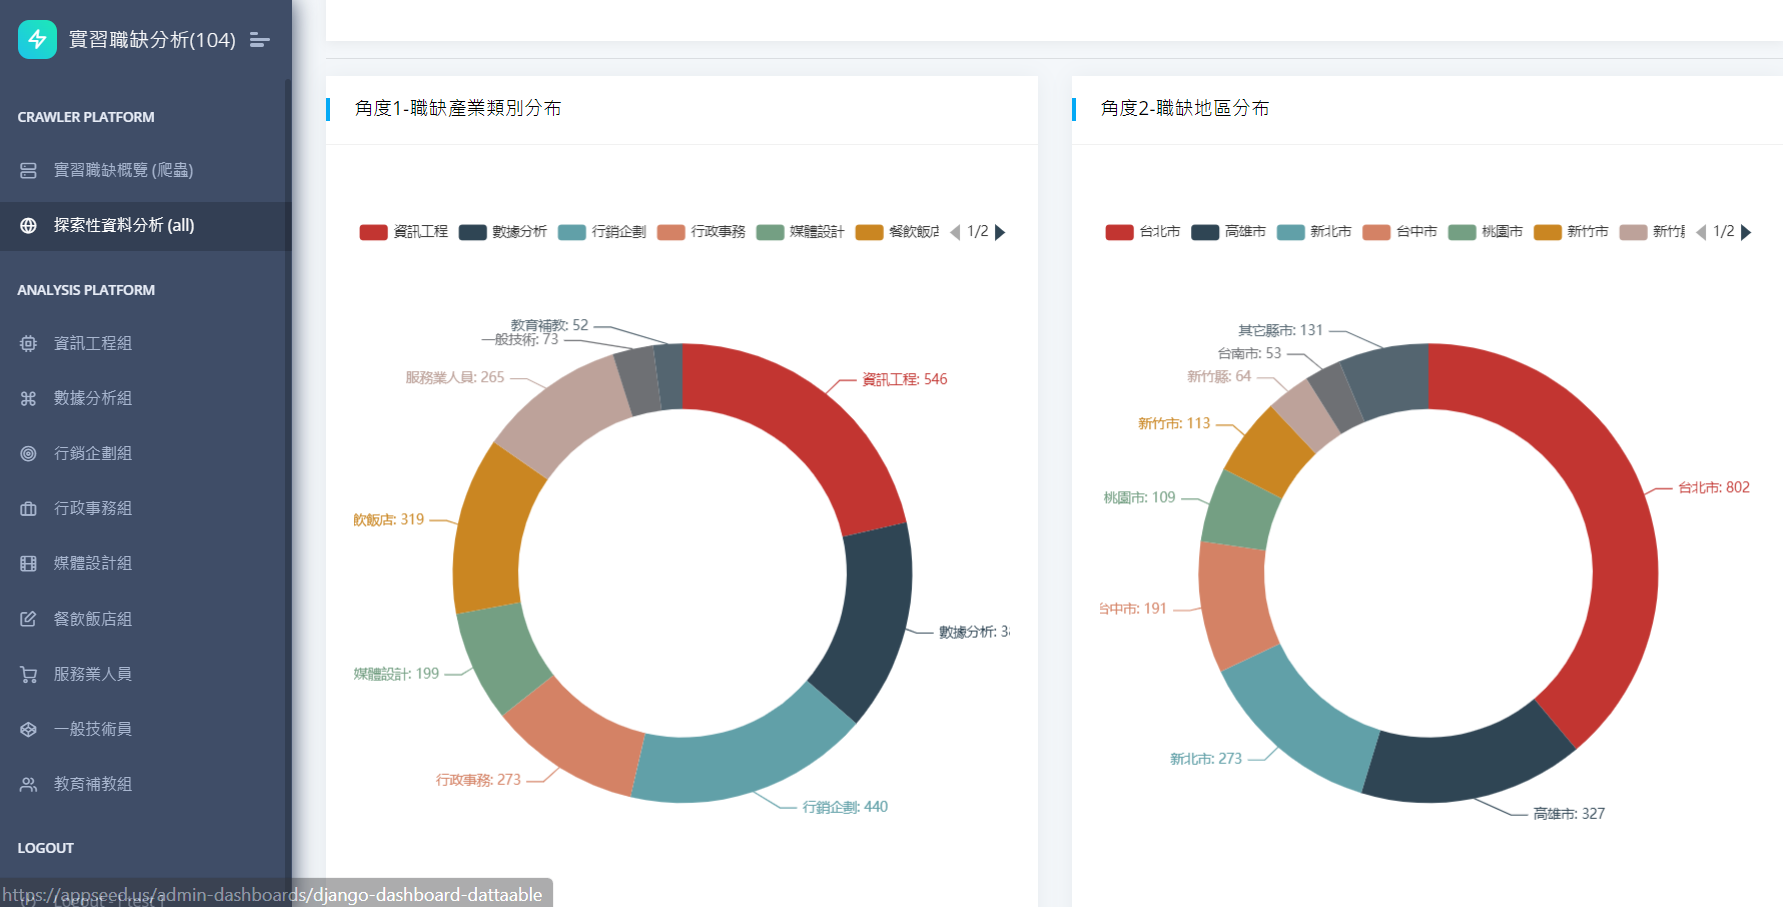 實習職缺分析(104)
CRAWLER PLATFORM
實習職缺概覽 (爬蟲)
探索性資料分析 (all)
ANALYSIS PLATFORM
資訊工程組
數據分析組
行銷企劃組
行政事務組
媒體設計組
餐飲飯店組
服務業人員
一般技術員
教育補教組
LOGOUT
https://appseed.us/admin-dashboards/django-dashboard-dattaable
角度1-職缺產業類別分布
資訊工程 數據分析 行銷企劃 行政事務 媒體設計 餐飲飯店 1/2
教育補教: 52
一般技術: 73
服務業人員: 265
資訊工程: 546
飲飯店: 319
數據分析: 3
媒體設計: 199
行政事務: 273
行銷企劃: 440
角度2-職缺地區分布
台北市 高雄市 新北市 台中市 桃園市 新竹市 新竹 1/2
其它縣市: 131
台南市: 53
新竹縣: 64
新竹市: 113
台北市: 802
桃園市: 109
台中市: 191
新北市: 273
高雄市: 327